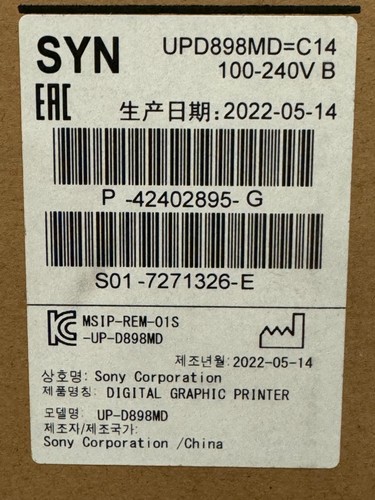 SYN
UPD898MD=C14
100-240V B
EAC
生产日期:2022-05-14
P -42402895- G
S01 -7271326-E
MSIP-REM-01S
-UP-D898MD
제조년월: 2022-05-14
상호명: Sony Corporation
제품명칭: DIGITAL GRAPHIC PRINTER
모델명: UP-D898MD
제조자/제조국가:
Sony Corporation /China